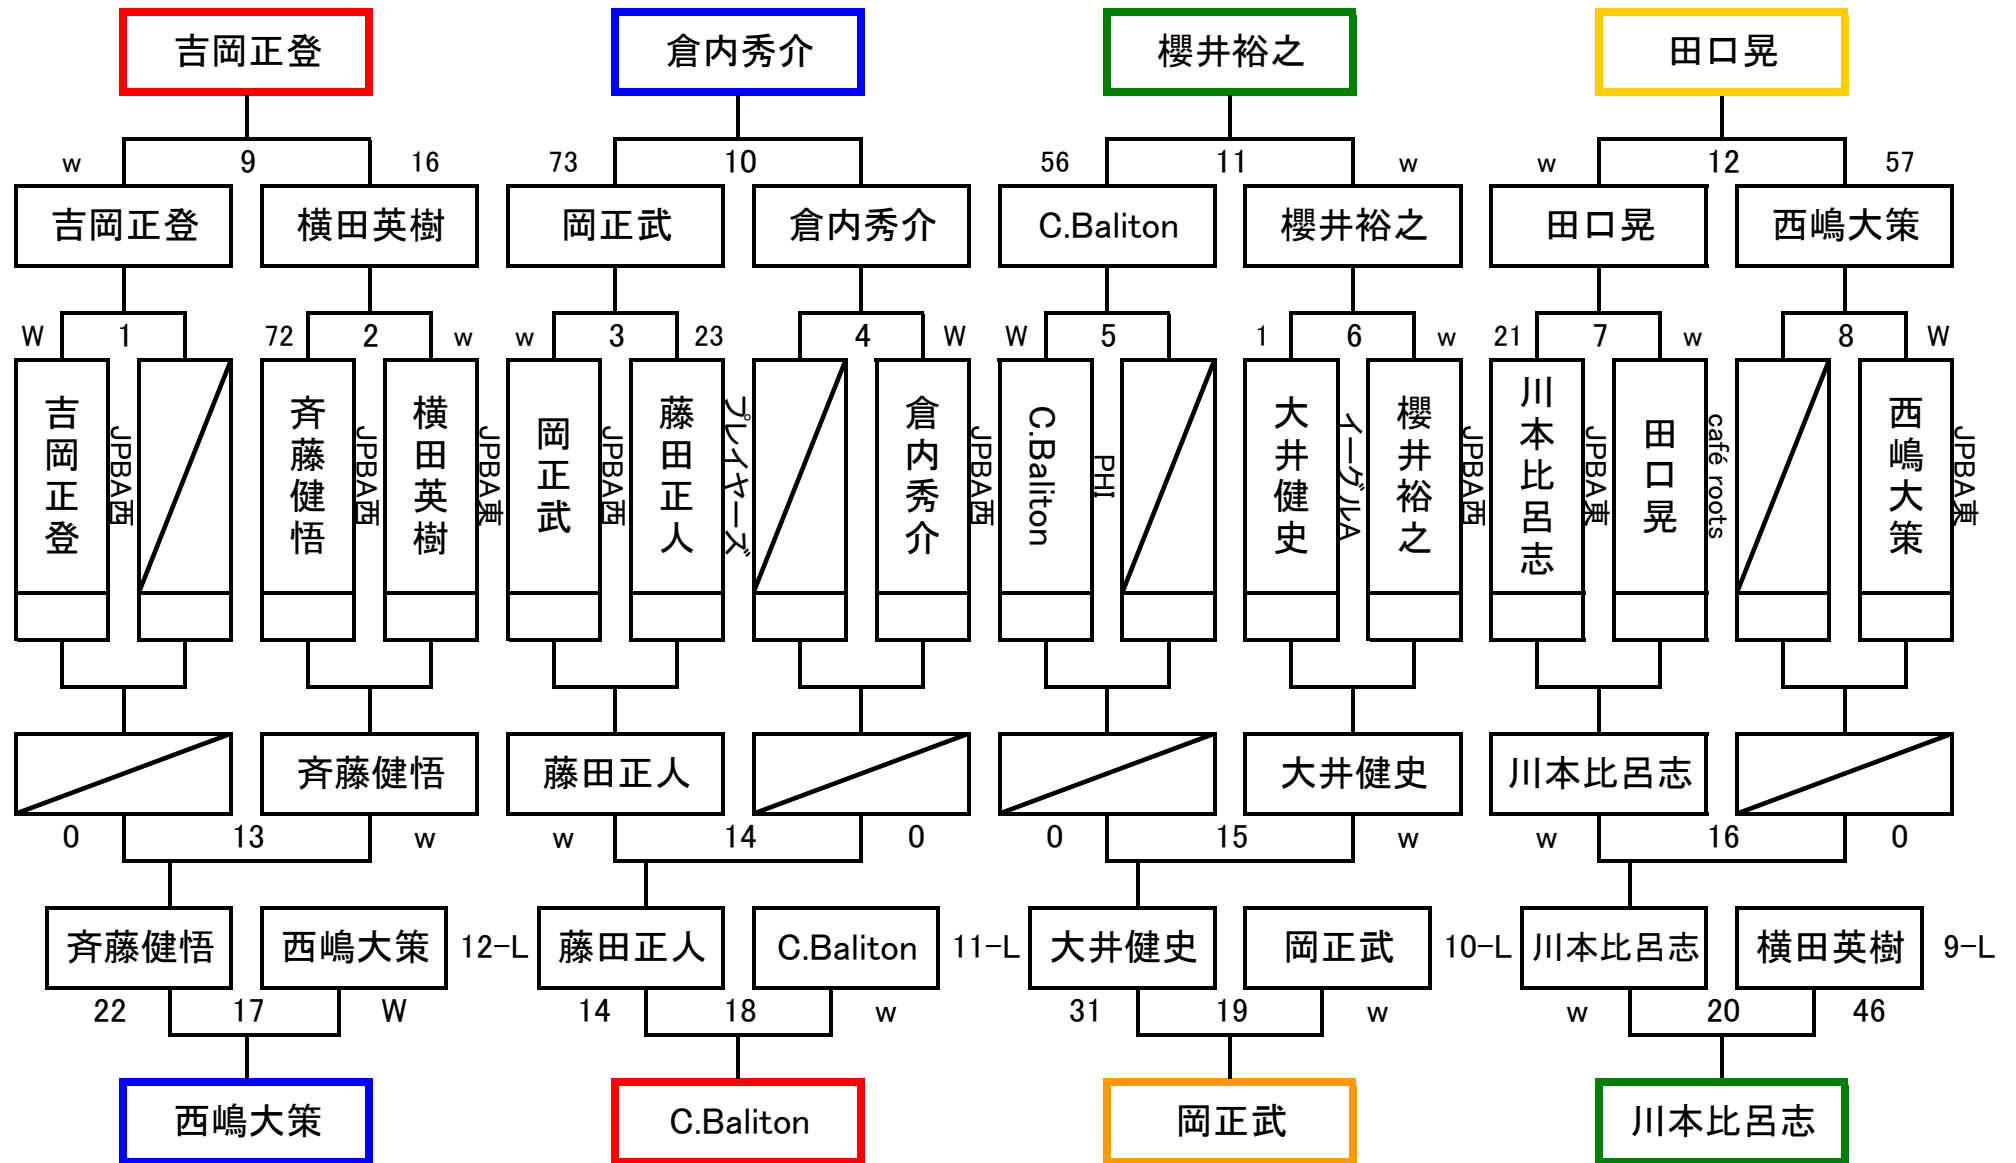 吉岡正登 倉内秀介 櫻井裕之 田口晃
w 9 16 73 10 56 11 w w 12 57
吉岡正登 横田英樹 岡正武 倉内秀介 C.Baliton 櫻井裕之 田口晃 西嶋大策
W 1 72 2 w w 3 23 4 W W 5 1 6 w 21 7 w 8 W
吉岡正登
JPBA西
斉藤健悟
JPBA西
横田英樹
JPBA東
岡正武
JPBA西
藤田正人
プレイヤーズ
倉内秀介
JPBA西
C.Baliton
PHI
大井健史
イーグルA
櫻井裕之
JPBA西
川本比呂志
JPBA東
田口晃
café roots
西嶋大策
JPBA東
斉藤健悟 藤田正人 大井健史 川本比呂志
0 13 w w 14 0 0 15 w w 16 0
斉藤健悟 西嶋大策 12-L 藤田正人 C.Baliton 11-L 大井健史 岡正武 10-L 川本比呂志 横田英樹 9-L
22 17 W 14 18 w 31 19 w w 20 46
西嶋大策 C.Baliton 岡正武 川本比呂志